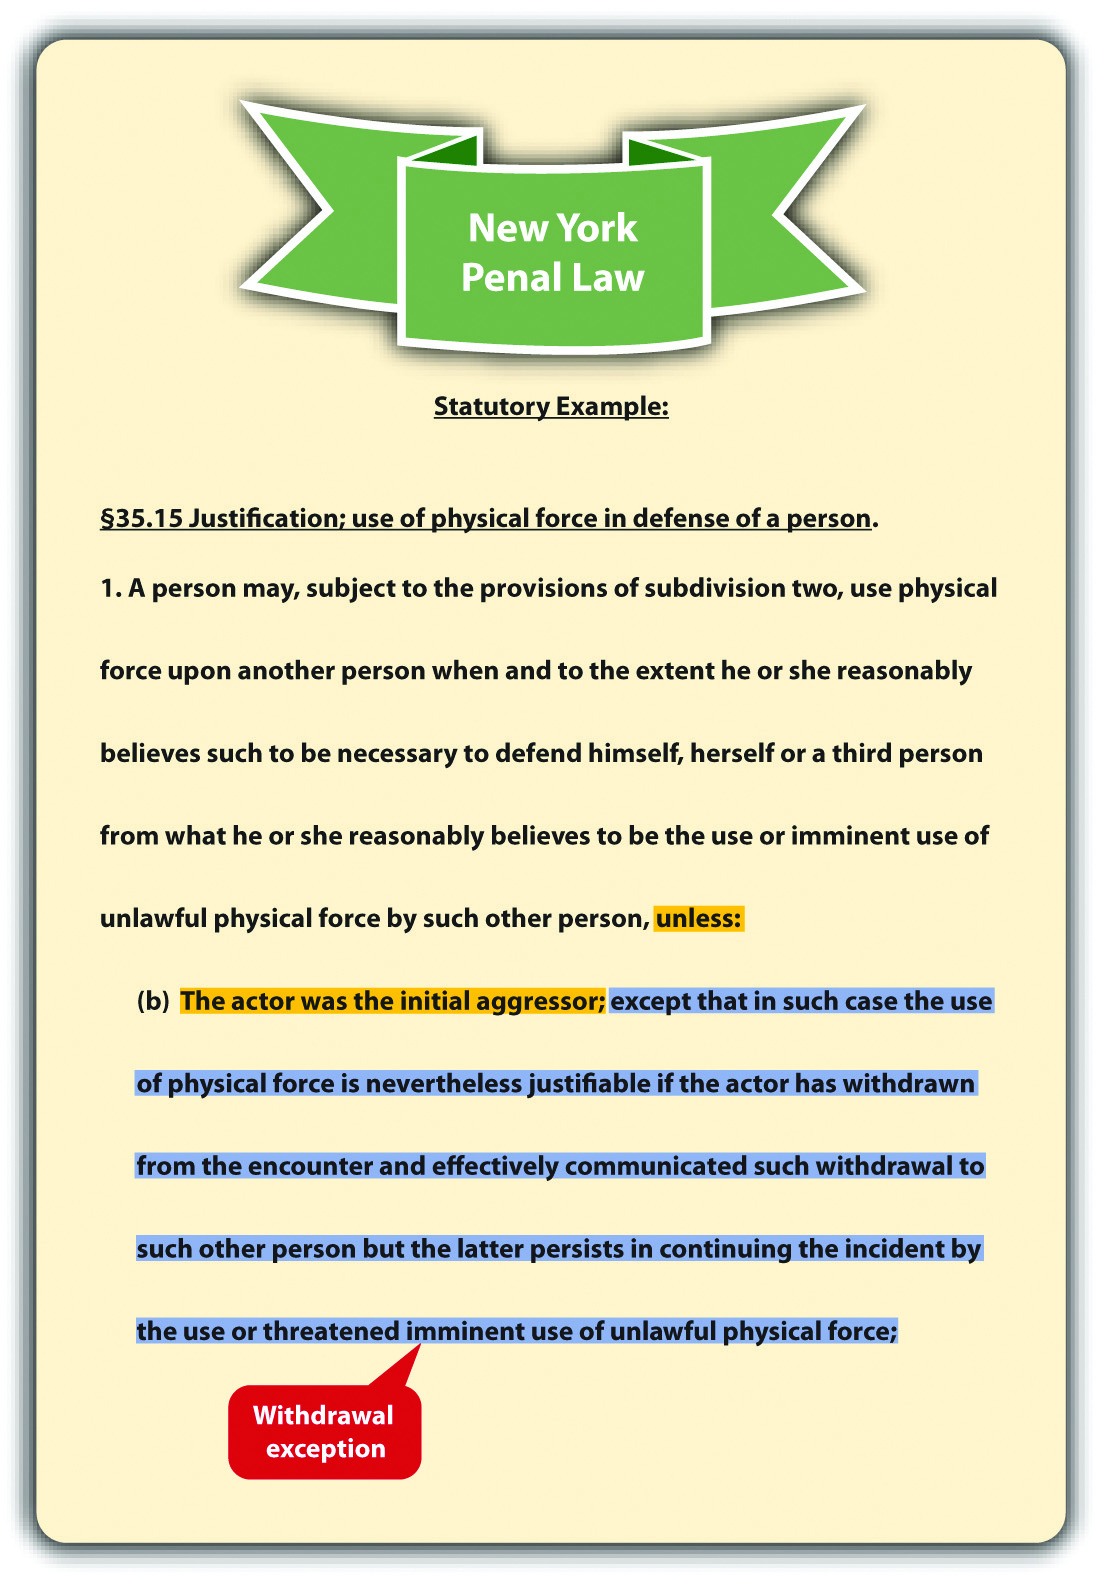 New York
Penal Law
Statutory Example:
§35.15 Justification; use of physical force in defense of a person.
1. A person may, subject to the provisions of subdivision two, use physical
force upon another person when and to the extent he or she reasonably
believes such to be necessary to defend himself, herself or a third person
from what he or she reasonably believes to be the use or imminent use of
unlawful physical force by such other person, unless:
(b) The actor was the initial aggressor; except that in such case the use
of physical force is nevertheless justifiable if the actor has withdrawn
from the encounter and effectively communicated such withdrawal to
such other person but the latter persists in continuing the incident by
the use or threatened imminent use of unlawful physical force;
Withdrawal
exception